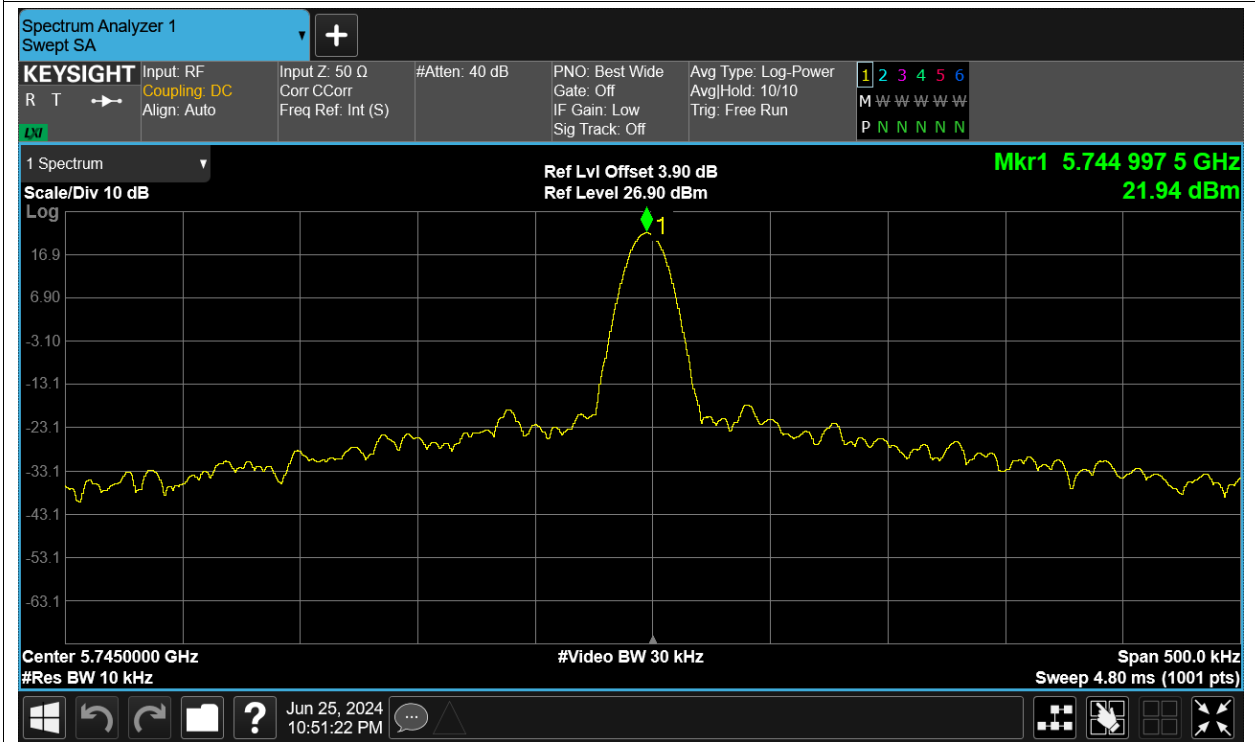 Spectrum Analyzer 1
Swept SA
+
KEYSIGHT
R T
LXI
Input: RF
Coupling: DC
Align: Auto
Input Z: 50 Ω
Corr CCorr
Freq Ref: Int (S)
#Atten: 40 dB
PNO: Best Wide
Gate: Off
IF Gain: Low
Sig Track: Off
Avg Type: Log-Power
Avg|Hold: 10/10
Trig: Free Run
1 2 3 4 5 6
M W W W W W
P N N N N N
1 Spectrum
Scale/Div 10 dB
Log
Ref Lvl Offset 3.90 dB
Ref Level 26.90 dBm
Mkr1 5.744 997 5 GHz
21.94 dBm
1
16.9
6.90
-3.10
-13.1
-23.1
-33.1
-43.1
-53.1
-63.1
Center 5.7450000 GHz
#Res BW 10 kHz
#Video BW 30 kHz
Span 500.0 kHz
Sweep 4.80 ms (1001 pts)
?
Jun 25, 2024
10:51:22 PM